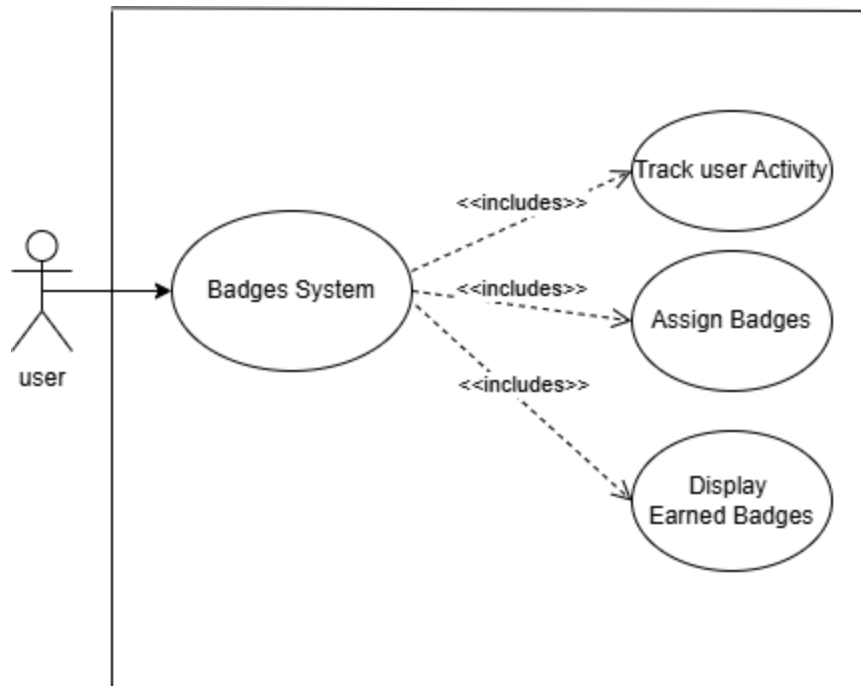 Track user Activity
<<includes>>
Badges System
<<includes>>
Assign Badges
user
<<includes>>
Display
Earned Badges